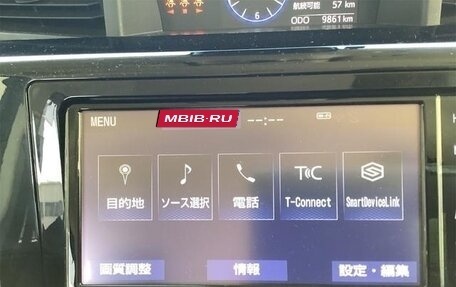 航続可能 57 km
6
ODO 9861 km
MENU
MBIB·RU
--:--
目的地
ソース選択
電話
T-Connect
SmartDeviceLink
画質調整
情報
設定・編集